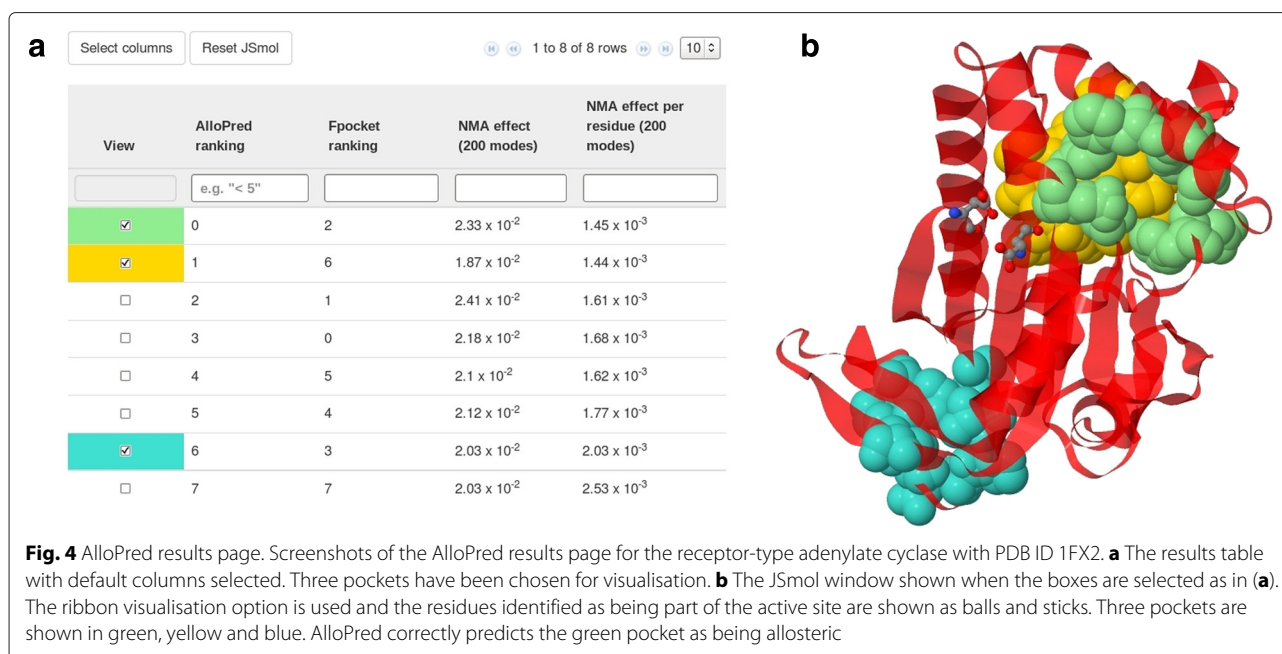 a
Select columns Reset JSmol 1 to 8 of 8 rows 10
View AlloPred ranking Fpocket ranking NMA effect (200 modes) NMA effect per residue (200 modes)
e.g. "< 5"
0 2 2.33 x 10⁻² 1.45 x 10⁻³
1 6 1.87 x 10⁻² 1.44 x 10⁻³
2 1 2.41 x 10⁻² 1.61 x 10⁻³
3 0 2.18 x 10⁻² 1.68 x 10⁻³
4 5 2.1 x 10⁻² 1.62 x 10⁻³
5 4 2.12 x 10⁻² 1.77 x 10⁻³
6 3 2.03 x 10⁻² 2.03 x 10⁻³
7 7 2.03 x 10⁻² 2.53 x 10⁻³
b
Fig. 4 AlloPred results page. Screenshots of the AlloPred results page for the receptor-type adenylate cyclase with PDB ID 1FX2. a The results table
with default columns selected. Three pockets have been chosen for visualisation. b The JSmol window shown when the boxes are selected as in (a).
The ribbon visualisation option is used and the residues identified as being part of the active site are shown as balls and sticks. Three pockets are
shown in green, yellow and blue. AlloPred correctly predicts the green pocket as being allosteric